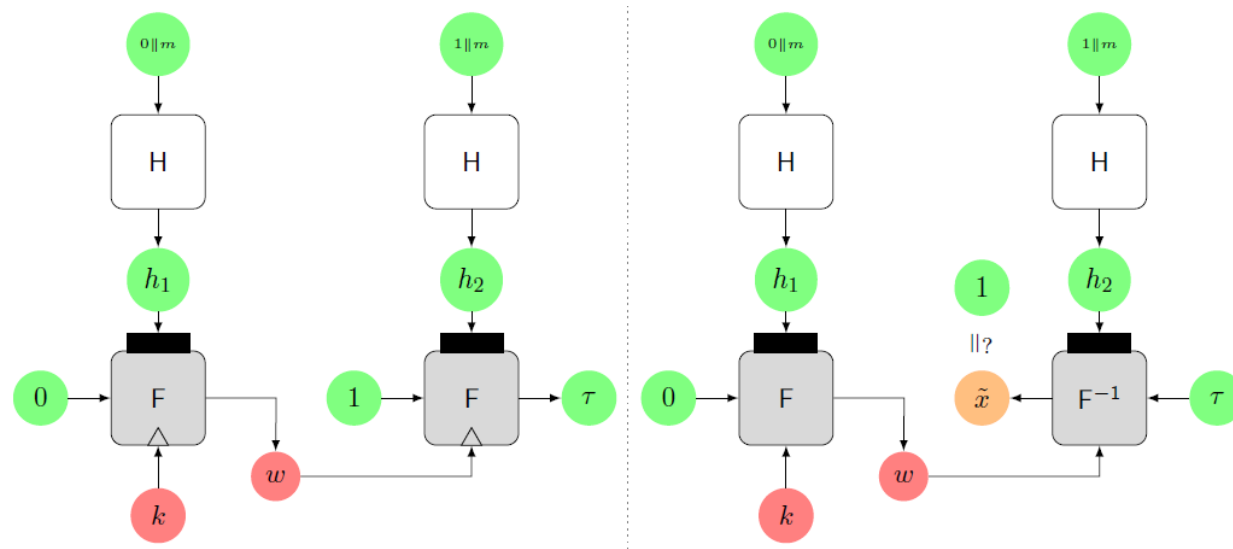 0∥m 1∥m 0∥m 1∥m
H H H H
h₁ h₂ h₁ 1 h₂
∥?
0 F 1 F τ 0 F x̃ F⁻¹ τ
w w
k k